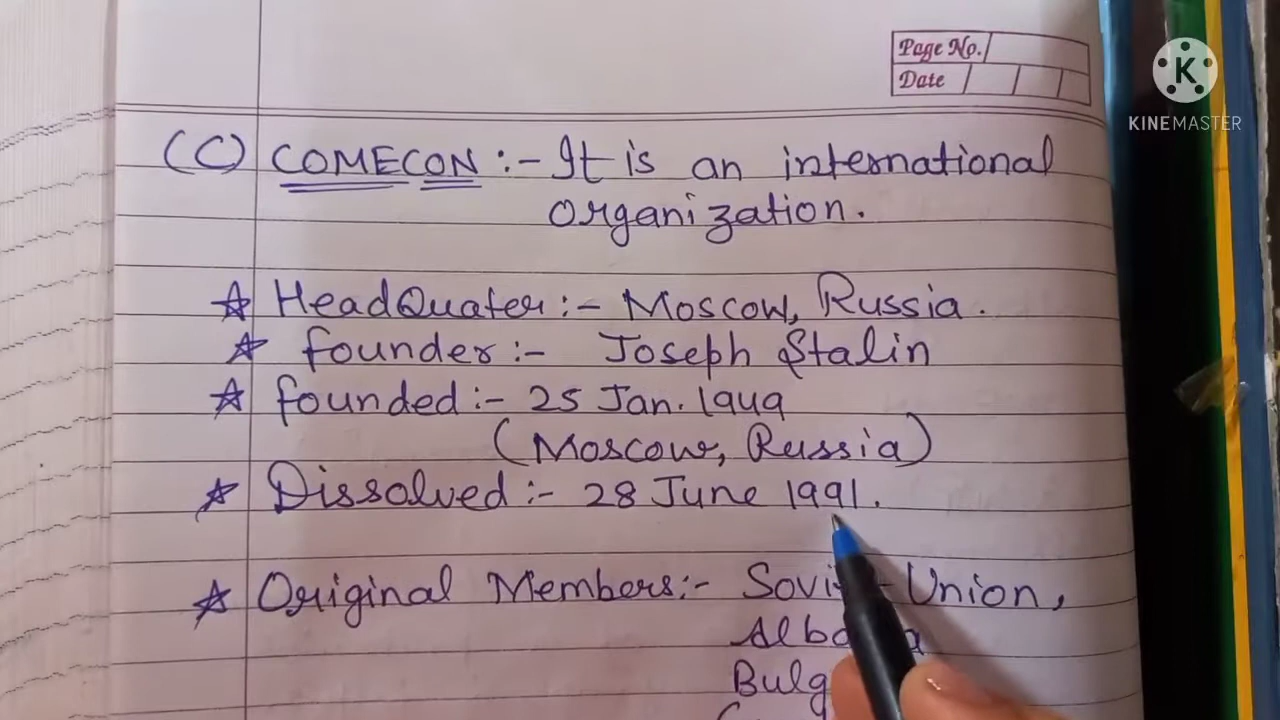 Page No.
Date
KINEMASTER
(C) COMECON :- It is an international
organization.
☆ HeadQuater :- Moscow, Russia.
☆ founder :- Joseph Stalin
☆ founded :- 25 Jan. 1949
(Moscow, Russia)
☆ Dissolved :- 28 June 1991.
☆ Original Members :- Union,